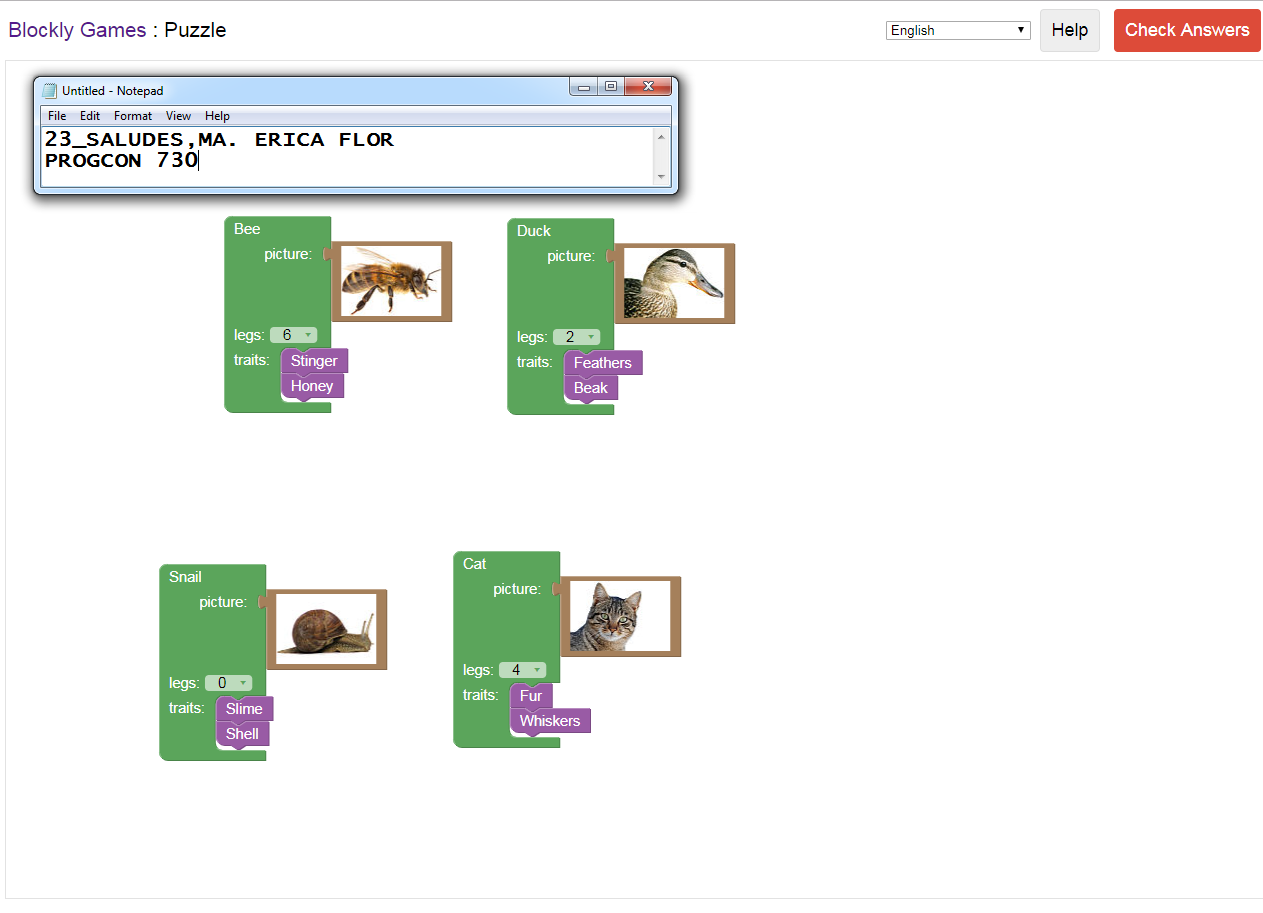 Blockly Games : Puzzle
English
Help
Check Answers
Untitled - Notepad
File Edit Format View Help
23_SALUDES,MA. ERICA FLOR
PROGCON 730
Bee
picture:
legs: 6
traits: Stinger
Honey
Duck
picture:
legs: 2
traits: Feathers
Beak
Snail
picture:
legs: 0
traits: Slime
Shell
Cat
picture:
legs: 4
traits: Fur
Whiskers